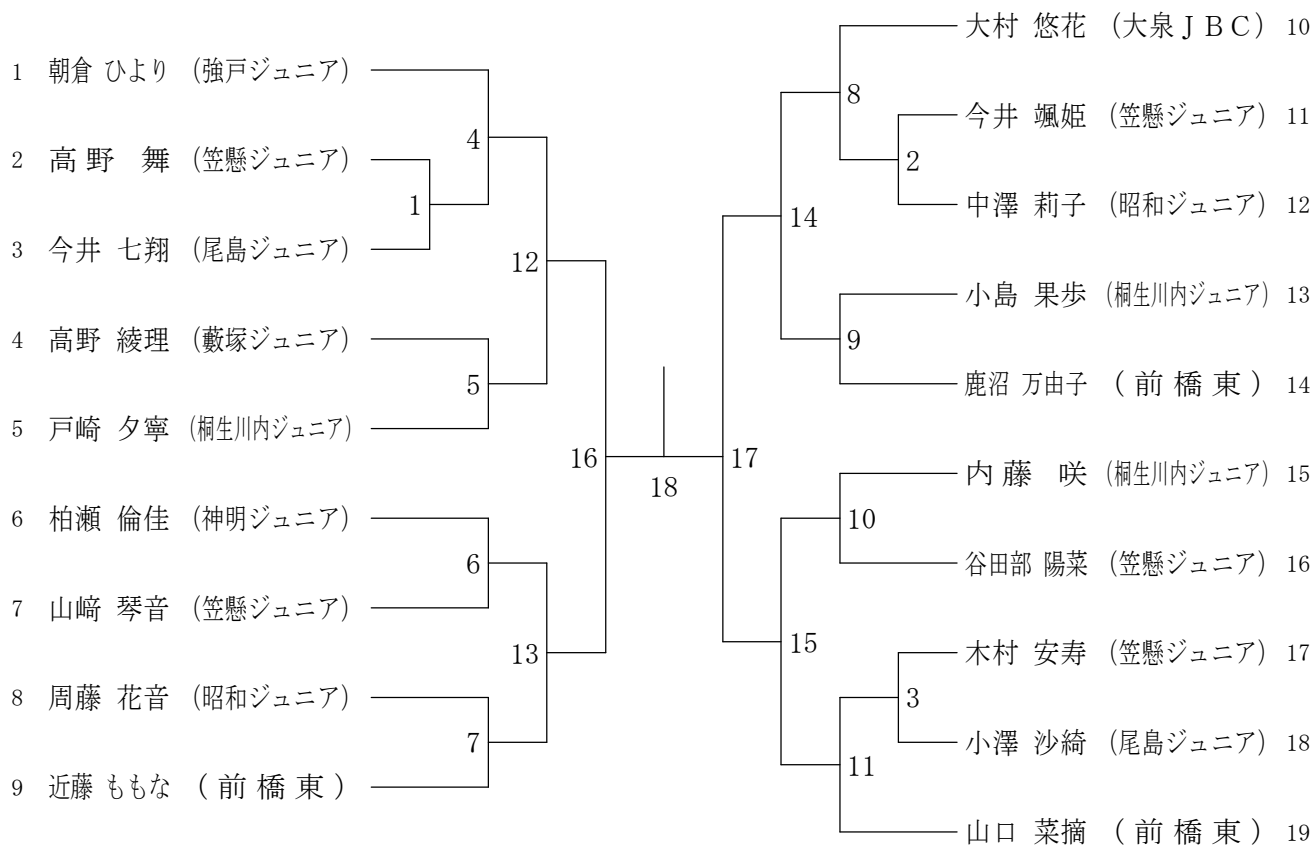 1 朝倉 ひより (強戸ジュニア)
2 高野 舞 (笠懸ジュニア)
3 今井 七翔 (尾島ジュニア)
4 高野 綾理 (藪塚ジュニア)
5 戸崎 夕寧 (桐生川内ジュニア)
6 柏瀬 倫佳 (神明ジュニア)
7 山﨑 琴音 (笠懸ジュニア)
8 周藤 花音 (昭和ジュニア)
9 近藤 ももな (前橋東)
4
1
12
5
16
6
13
7
18
大村 悠花 (大泉JBC) 10
今井 颯姫 (笠懸ジュニア) 11
中澤 莉子 (昭和ジュニア) 12
小島 果歩 (桐生川内ジュニア) 13
鹿沼 万由子 (前橋東) 14
内藤 咲 (桐生川内ジュニア) 15
谷田部 陽菜 (笠懸ジュニア) 16
木村 安寿 (笠懸ジュニア) 17
小澤 沙綺 (尾島ジュニア) 18
山口 菜摘 (前橋東) 19
8
2
14
9
17
10
15
3
11